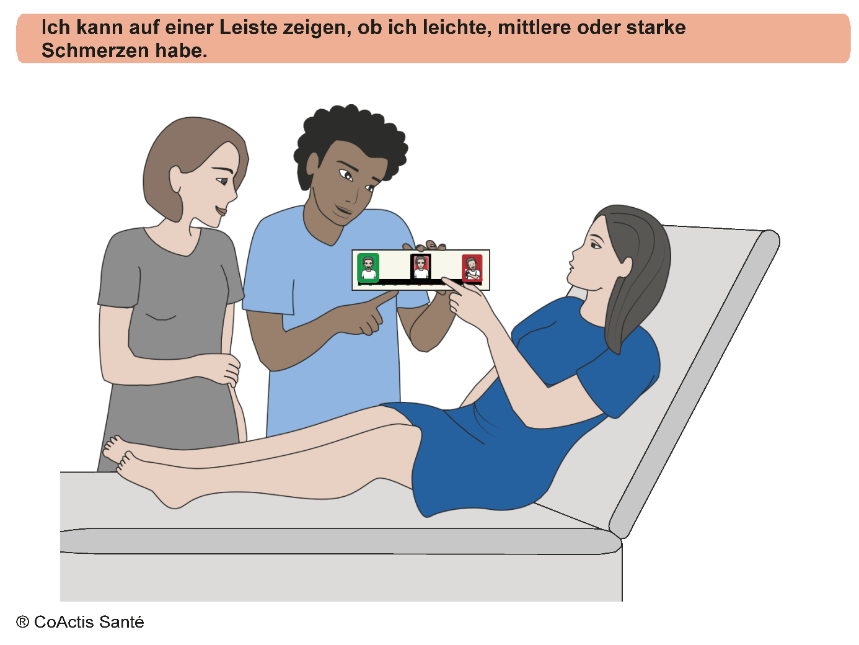 Ich kann auf einer Leiste zeigen, ob ich leichte, mittlere oder starke
Schmerzen habe.
® CoActis Santé